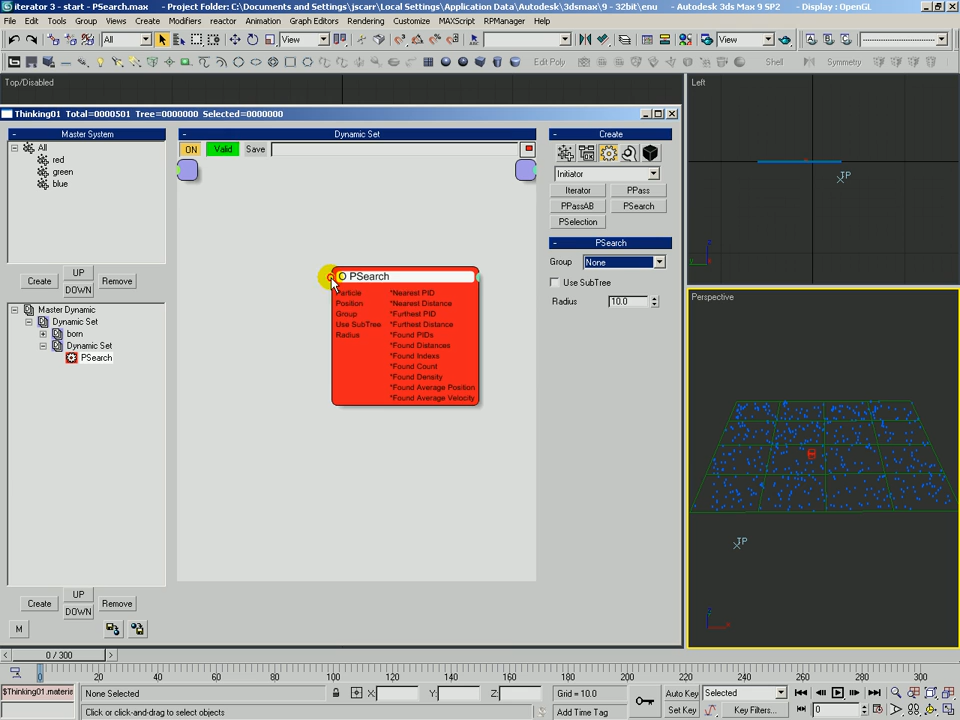 iterator 3 - start - PSearch.max - Project Folder: C:\Documents and Settings\jscarr\Local Settings\Application Data\Autodesk\3dsmax\9 - 32bit\enu - Autodesk 3ds Max 9 SP2 - Display : OpenGL
File Edit Tools Group Views Create Modifiers reactor Animation Graph Editors Rendering Customize MAXScript RPManager Help
All View View
Edit Poly Shell Symmetry
Top/Disabled
Left
Thinking01 Total=0000501 Tree=0000000 Selected=0000000
- Master System
- Dynamic Set
- Create
ON Valid Save
All
red
green
blue
Initiator
Iterator PPass
PPassAB PSearch
PSelection
- PSearch
Group None
Use SubTree
Radius 10.0
TP
O PSearch
Particle *Nearest PID
Position *Nearest Distance
Group *Furthest PID
Use SubTree *Furthest Distance
Radius *Found PIDs
*Found Distances
*Found Indexs
*Found Count
*Found Density
*Found Average Position
*Found Average Velocity
Create UP Remove
DOWN
Master Dynamic
Dynamic Set
born
Dynamic Set
PSearch
Perspective
TP
Create UP Remove
DOWN
M
< 0 / 300 >
0 20 40 60 80 100 120 140 160 180 200 220 240 260 280 300
$Thinking01.materia
None Selected X: Y: Z: Grid = 10.0
Auto Key Selected
Click or click-and-drag to select objects
Add Time Tag
Set Key Key Filters... 0